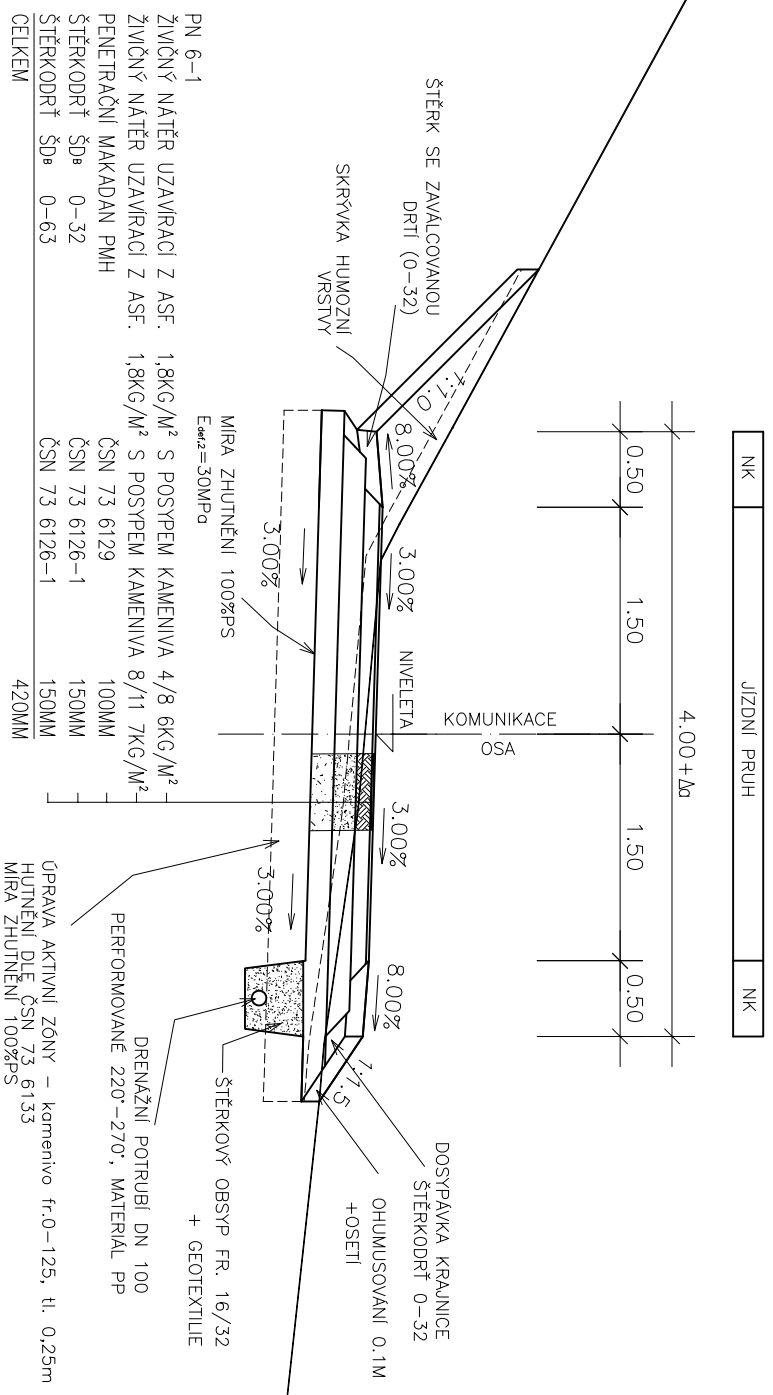 NK
JÍZDNÍ PRUH
NK
4.00+Δa
0.50
1.50
1.50
0.50
KOMUNIKACE
OSA
NIVELETA
8.00%
3.00%
3.00%
8.00%
1:1.0
1:1.5
3.00%
3.00%
ŠTĚRK SE ZAVÁLCOVANOU
DRTÍ (0-32)
SKRÝVKA HUMOZNÍ
VRSTVY
DOSYPÁVKA KRAJNICE
ŠTĚRKODRŤ 0-32
OHUMUSOVÁNÍ 0.1M
+OSETÍ
ŠTĚRKOVÝ OBSYP FR. 16/32
+ GEOTEXTILIE
DRENÁŽNÍ POTRUBÍ DN 100
PERFOROMOVANÉ 220°-270°, MATERIÁL PP
ÚPRAVA AKTIVNÍ ZÓNY – kamenivo fr.0-125, tl. 0,25m
HUTNĚNÍ DLE ČSN 73 6133
MÍRA ZHUTNĚNÍ 100%PS
MÍRA ZHUTNĚNÍ 100%PS
Edef,2=30MPa
PN 6-1
ŽIVIČNÝ NÁTĚR UZAVÍRACÍ Z ASF. 1,8KG/M² S POSYPEM KAMENIVA 4/8 6KG/M²
ŽIVIČNÝ NÁTĚR UZAVÍRACÍ Z ASF. 1,8KG/M² S POSYPEM KAMENIVA 8/11 7KG/M²
PENETRAČNÍ MAKADAN PMH ČSN 73 6129 100MM
ŠTĚRKODRŤ ŠDB 0-32 ČSN 73 6126-1 150MM
ŠTĚRKODRŤ ŠDB 0-63 ČSN 73 6126-1 150MM
CELKEM 420MM